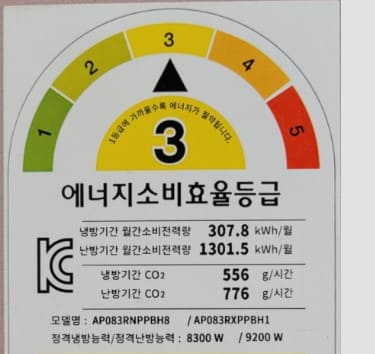 1 2 3 4 5
1등급에 가까울수록 에너지가 절약됩니다.
3
에너지소비효율등급
냉방기간 월간소비전력량 307.8 kWh/월
난방기간 월간소비전력량 1301.5 kWh/월
냉방기간 CO₂ 556 g/시간
난방기간 CO₂ 776 g/시간
모델명 : AP083RNPPBH8 / AP083RXPPBH1
정격냉방능력/정격난방능력 : 8300 W / 9200 W